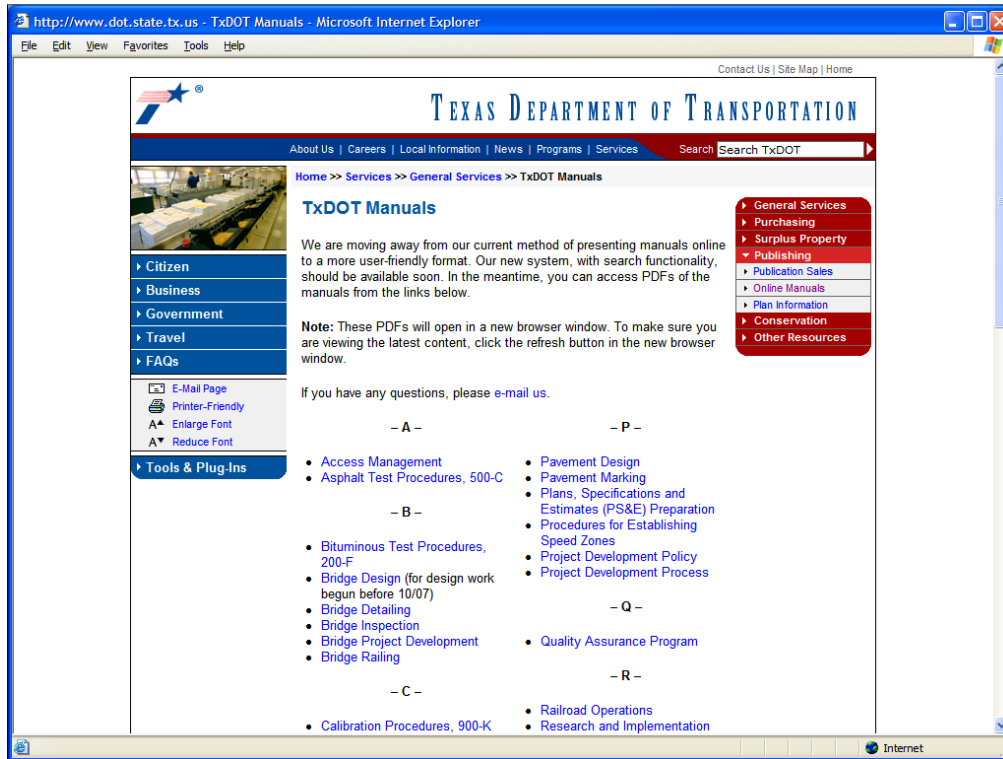 http://www.dot.state.tx.us - TxDOT Manuals - Microsoft Internet Explorer
File Edit View Favorites Tools Help
Contact Us | Site Map | Home
®
TEXAS DEPARTMENT OF TRANSPORTATION
About Us | Careers | Local Information | News | Programs | Services
Search Search TxDOT
Home >> Services >> General Services >> TxDOT Manuals
Citizen
Business
Government
Travel
FAQs
E-Mail Page
Printer-Friendly
A Enlarge Font
A Reduce Font
Tools & Plug-Ins
TxDOT Manuals
We are moving away from our current method of presenting manuals online
to a more user-friendly format. Our new system, with search functionality,
should be available soon. In the meantime, you can access PDFs of the
manuals from the links below.
Note: These PDFs will open in a new browser window. To make sure you
are viewing the latest content, click the refresh button in the new browser
window.
If you have any questions, please e-mail us.
– A –
Access Management
Asphalt Test Procedures, 500-C
– B –
Bituminous Test Procedures,
200-F
Bridge Design (for design work
begun before 10/07)
Bridge Detailing
Bridge Inspection
Bridge Project Development
Bridge Railing
– C –
Calibration Procedures, 900-K
– P –
Pavement Design
Pavement Marking
Plans, Specifications and
Estimates (PS&E) Preparation
Procedures for Establishing
Speed Zones
Project Development Policy
Project Development Process
– Q –
Quality Assurance Program
– R –
Railroad Operations
Research and Implementation
General Services
Purchasing
Surplus Property
Publishing
Publication Sales
Online Manuals
Plan Information
Conservation
Other Resources
Internet